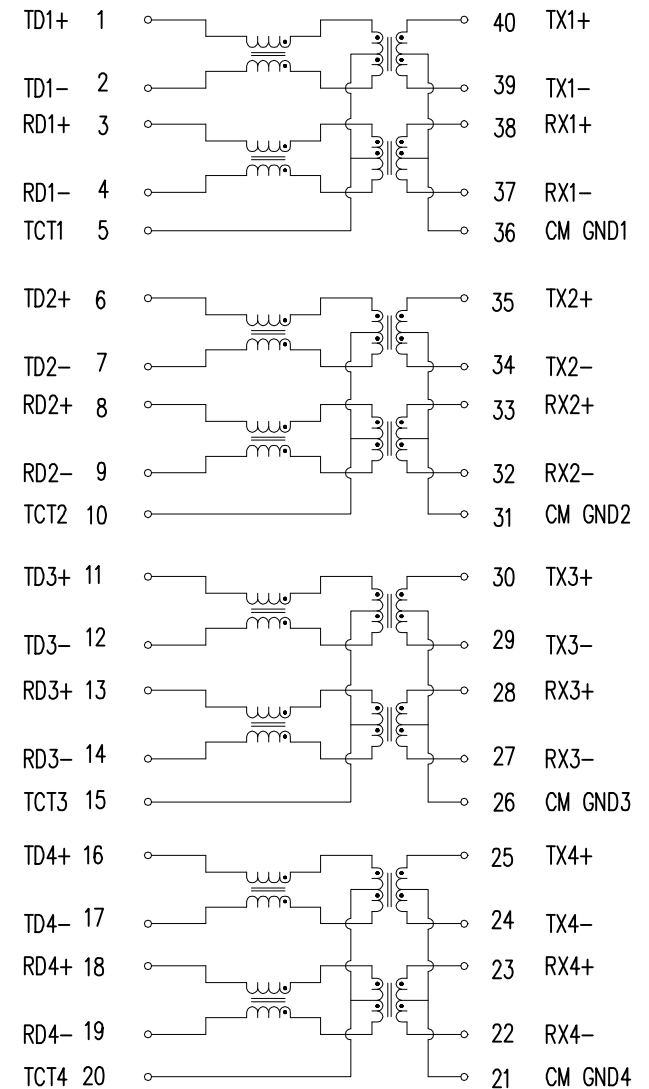 TD1+ 1 40 TX1+
TD1− 2 39 TX1−
RD1+ 3 38 RX1+
RD1− 4 37 RX1−
TCT1 5 36 CM GND1
TD2+ 6 35 TX2+
TD2− 7 34 TX2−
RD2+ 8 33 RX2+
RD2− 9 32 RX2−
TCT2 10 31 CM GND2
TD3+ 11 30 TX3+
TD3− 12 29 TX3−
RD3+ 13 28 RX3+
RD3− 14 27 RX3−
TCT3 15 26 CM GND3
TD4+ 16 25 TX4+
TD4− 17 24 TX4−
RD4+ 18 23 RX4+
RD4− 19 22 RX4−
TCT4 20 21 CM GND4